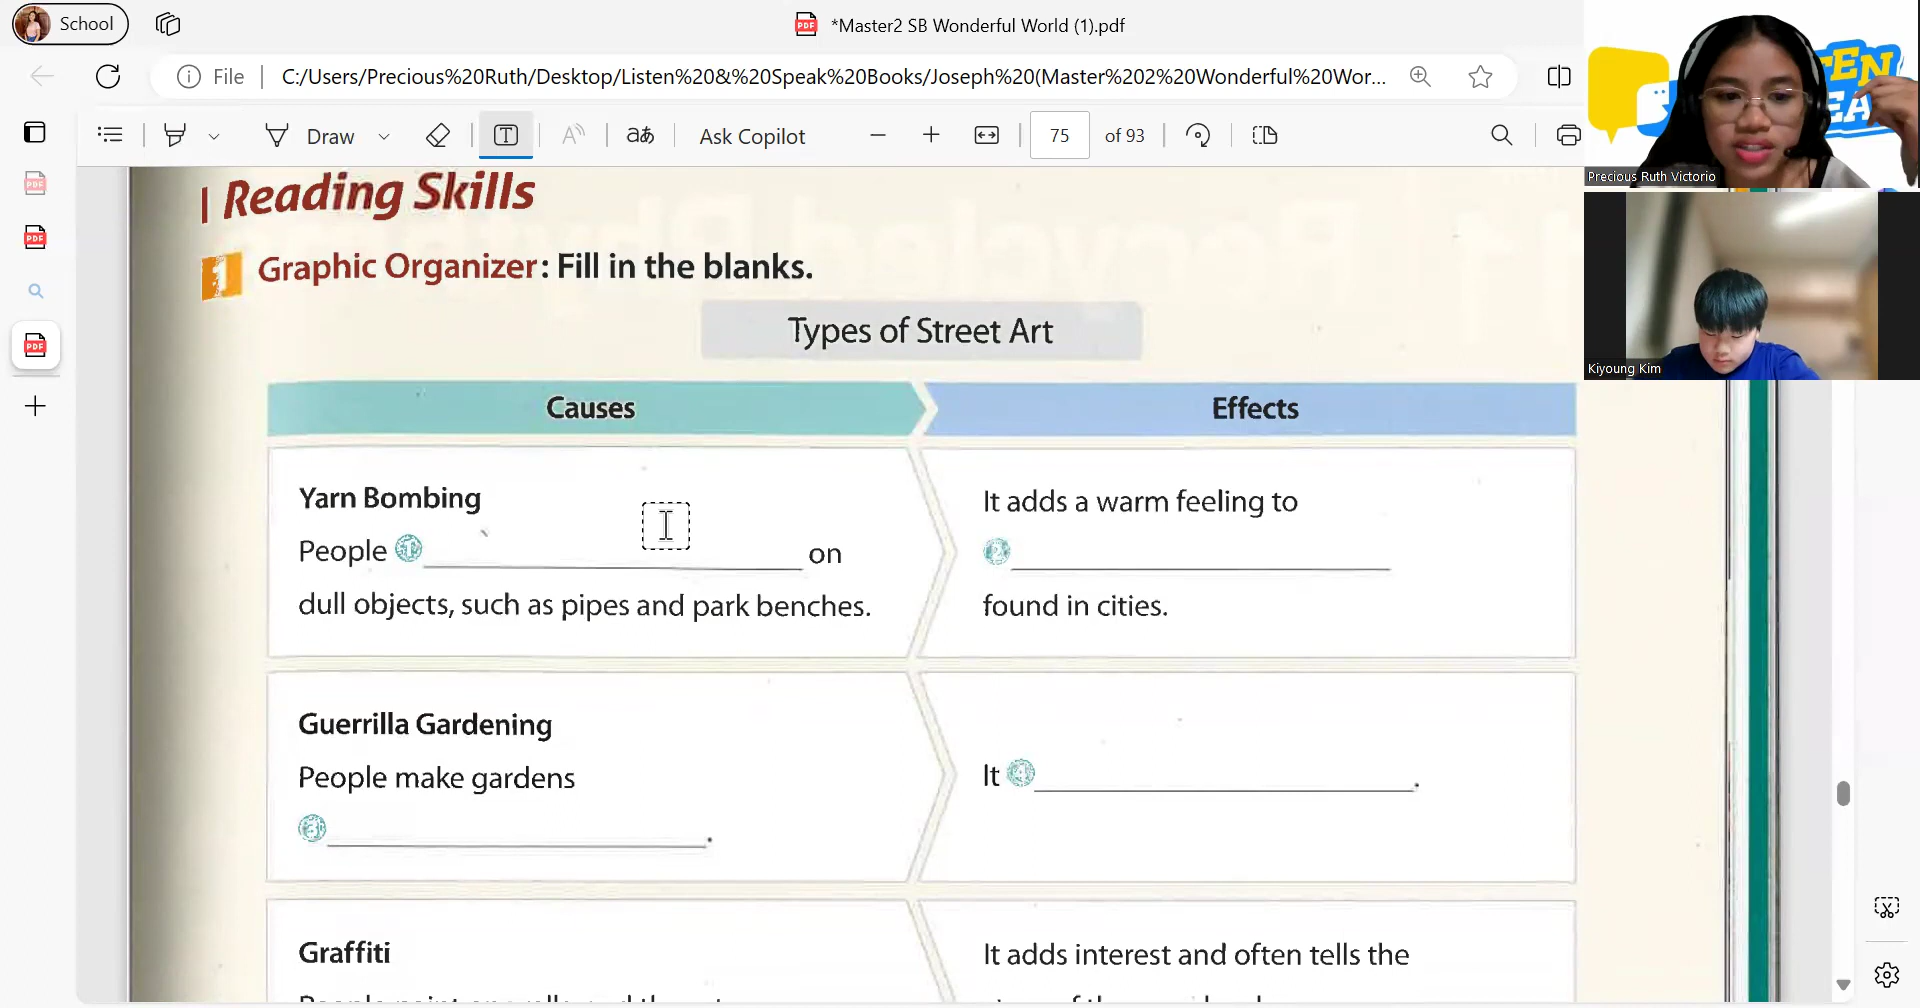 School
*Master2 SB Wonderful World (1).pdf
File
C:/Users/Precious%20Ruth/Desktop/Listen%20&%20Speak%20Books/Joseph%20(Master%202%20Wonderful%20Wor...
Draw
Ask Copilot
75
of 93
Precious Ruth Victorio
Kiyoung Kim
Reading Skills
1 Graphic Organizer: Fill in the blanks.
Types of Street Art
Causes
Effects
Yarn Bombing
People 1 ____________ on
dull objects, such as pipes and park benches.
It adds a warm feeling to
2 ____________
found in cities.
Guerrilla Gardening
People make gardens
3 ____________.
It 4 ____________.
Graffiti
It adds interest and often tells the